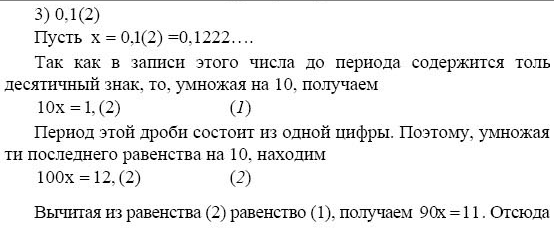 3) 0,1(2)
Пусть x = 0,1(2) =0,1222….
Так как в записи этого числа до периода содержится толь
десятичный знак, то, умножая на 10, получаем
10x = 1, (2) (1)
Период этой дроби состоит из одной цифры. Поэтому, умножая
ти последнего равенства на 10, находим
100x = 12, (2) (2)
Вычитая из равенства (2) равенство (1), получаем 90x = 11. Отсюда